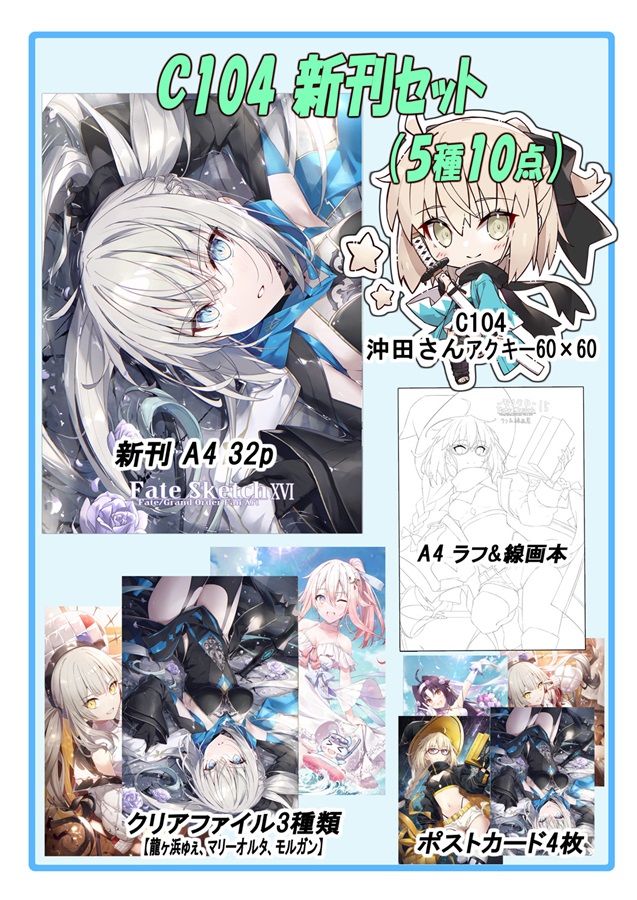 C104 新刊セット
(5種10点)
C104
沖田さんアクキー60×60
新刊 A4 32p
Fate Sketch XVI
Fate/Grand Order Fan Art
15
A4 ラフ&線画本
クリアファイル3種類
【龍ヶ浜ゅぇ、マリーオルタ、モルガン】
ポストカード4枚